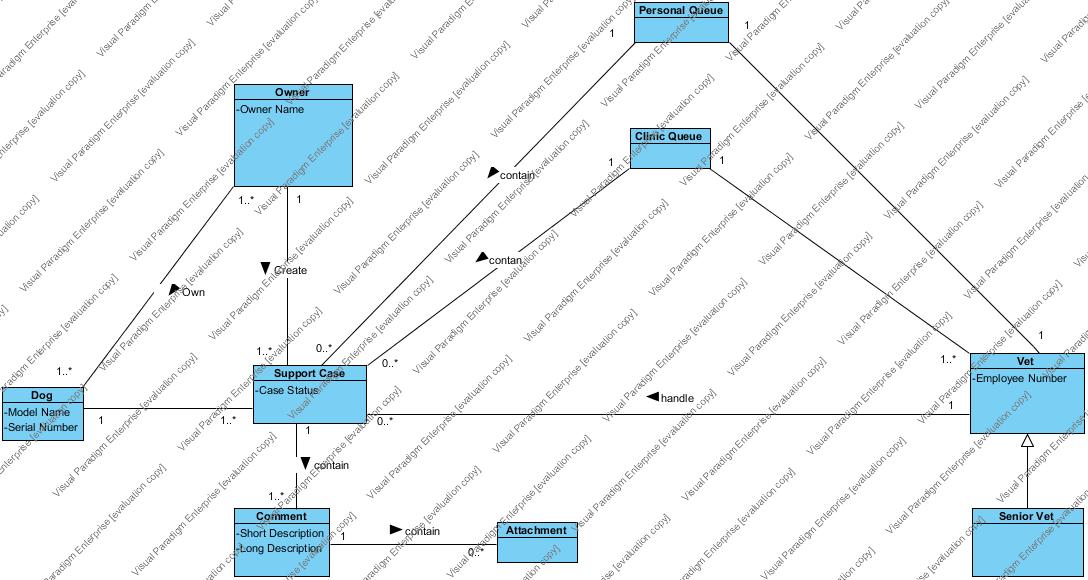 Personal Queue
1
1
Owner
-Owner Name
Clinic Queue
1
1
contain
1..*
1
contan
Create
Own
1..*
0..*
1
1..*
0..*
1..*
Vet
-Employee Number
Support Case
-Case Status
Dog
-Model Name
-Serial Number
handle
1
1..*
0..*
1
1
contain
1..*
Comment
-Short Description
-Long Description
1
contain
0..*
Attachment
Senior Vet
Visual Paradigm Enterprise [evaluation copy]